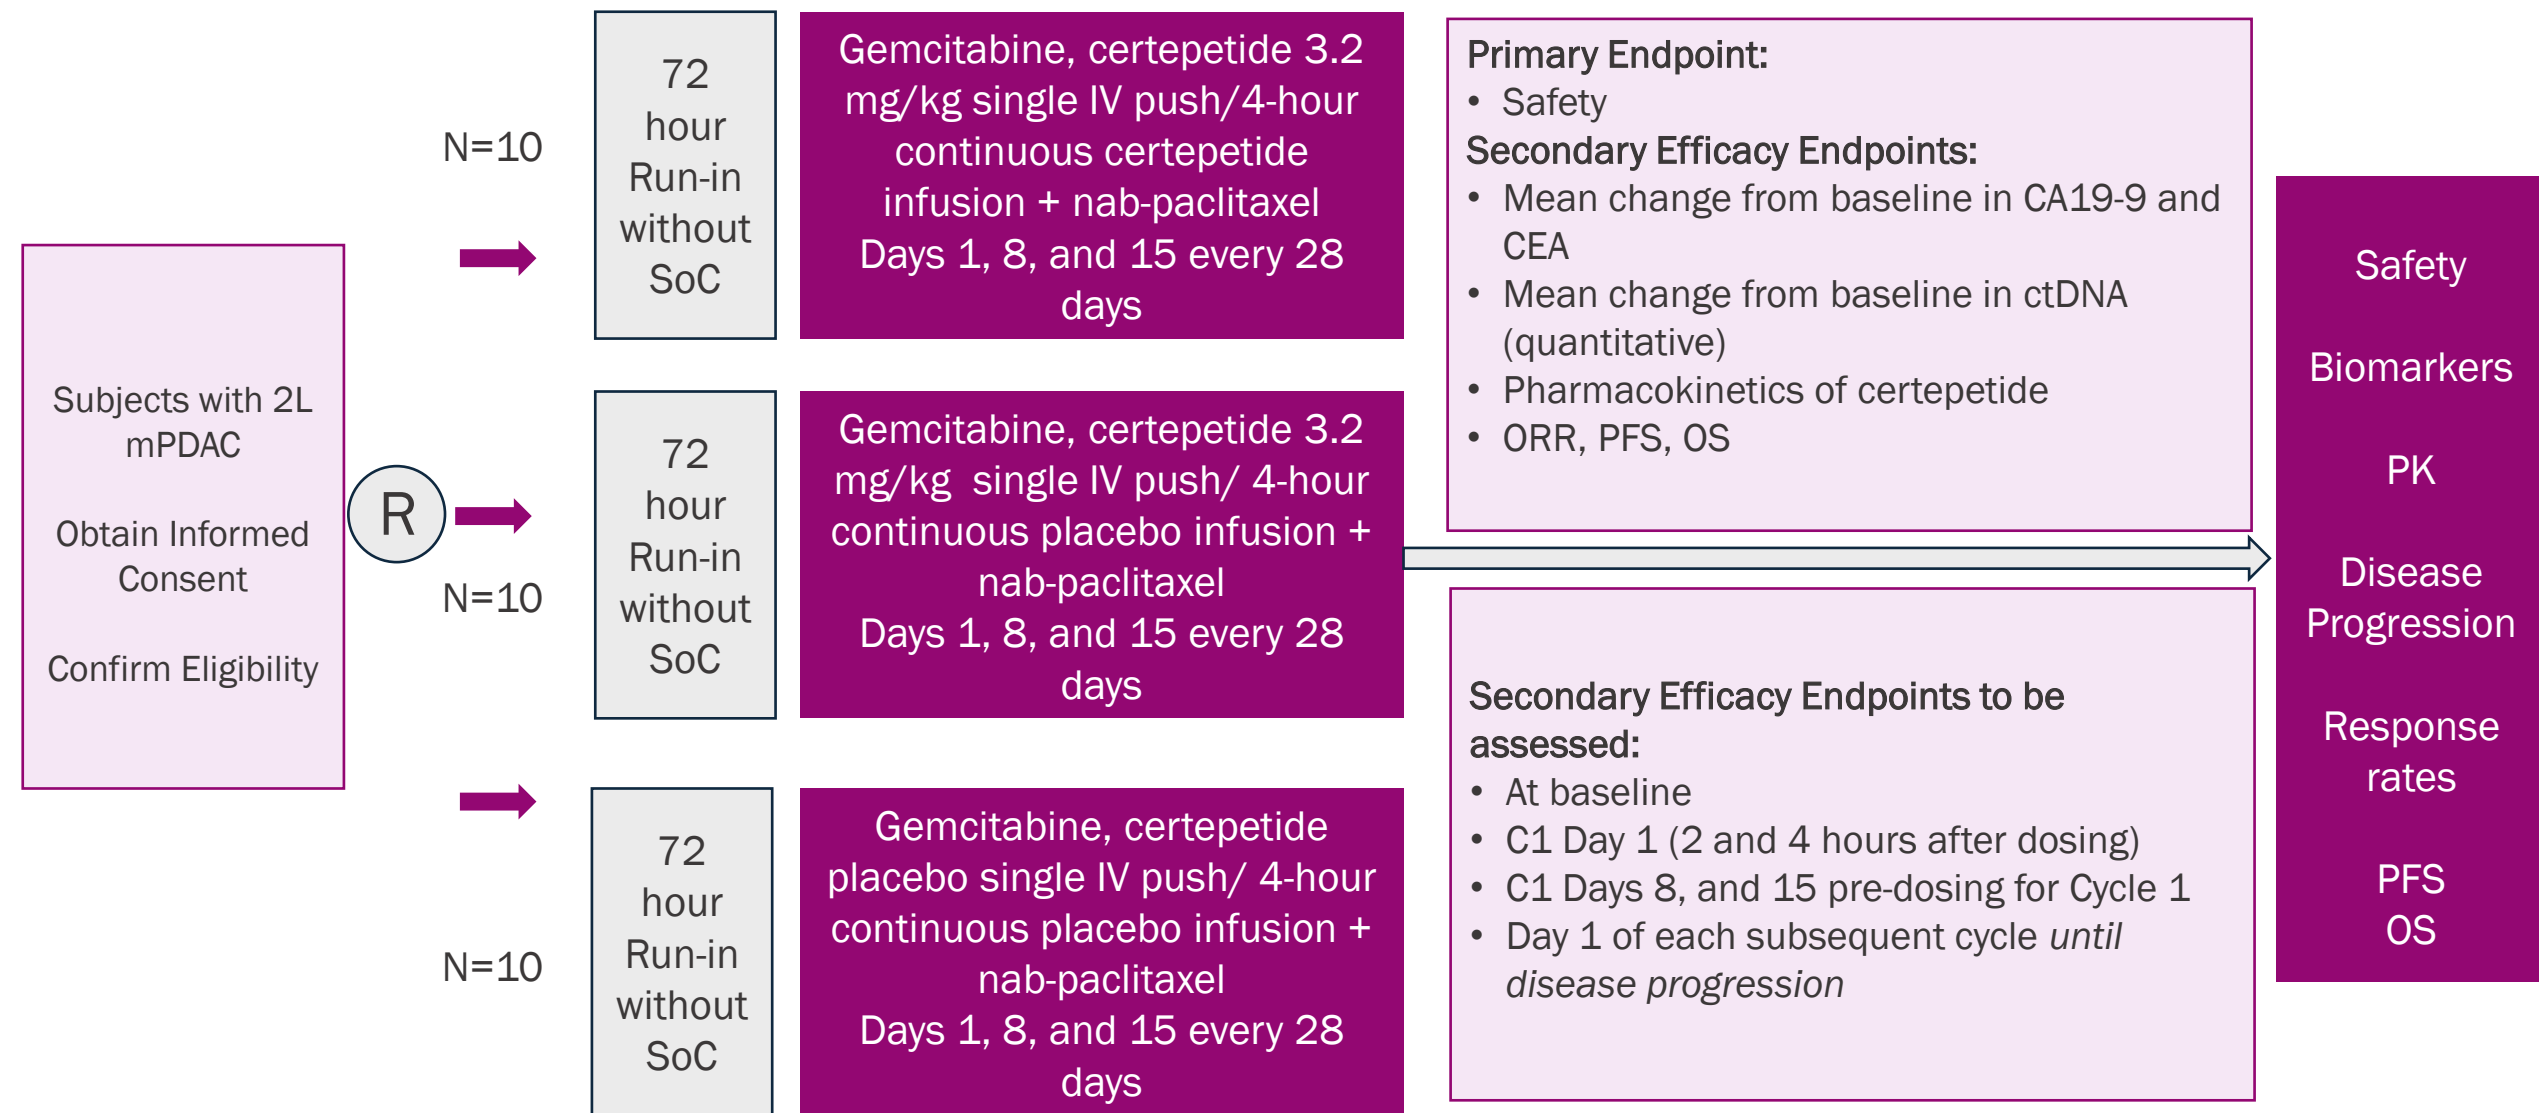 Subjects with 2L
mPDAC
Obtain Informed
Consent
Confirm Eligibility
R
N=10
72
hour
Run-in
without
SoC
Gemcitabine, certepetide 3.2
mg/kg single IV push/4-hour
continuous certepetide
infusion + nab-paclitaxel
Days 1, 8, and 15 every 28
days
N=10
72
hour
Run-in
without
SoC
Gemcitabine, certepetide 3.2
mg/kg single IV push/ 4-hour
continuous placebo infusion +
nab-paclitaxel
Days 1, 8, and 15 every 28
days
N=10
72
hour
Run-in
without
SoC
Gemcitabine, certepetide
placebo single IV push/ 4-hour
continuous placebo infusion +
nab-paclitaxel
Days 1, 8, and 15 every 28
days
Primary Endpoint:
• Safety
Secondary Efficacy Endpoints:
• Mean change from baseline in CA19-9 and
CEA
• Mean change from baseline in ctDNA
(quantitative)
• Pharmacokinetics of certepetide
• ORR, PFS, OS
Secondary Efficacy Endpoints to be
assessed:
• At baseline
• C1 Day 1 (2 and 4 hours after dosing)
• C1 Days 8, and 15 pre-dosing for Cycle 1
• Day 1 of each subsequent cycle until
disease progression
Safety
Biomarkers
PK
Disease
Progression
Response
rates
PFS
OS